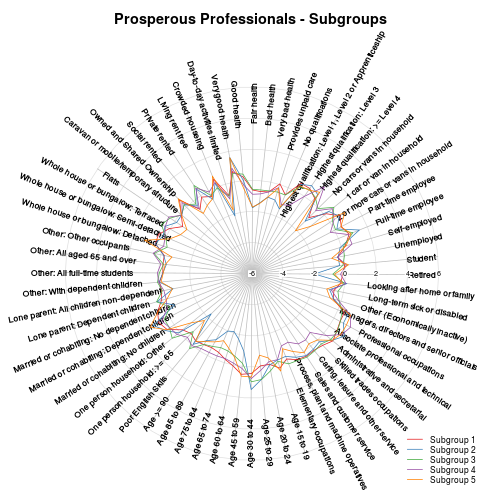 Prosperous Professionals - Subgroups
Fair health
Bad health
Very bad health
Provides unpaid care
No qualifications
Highest qualification: Level 1, Level 2 or Apprenticeship
Highest qualification: Level 3
Highest qualification: >= Level 4
No cars or vans in household
1 car or van in household
2 or more cars or vans in household
Part-time employee
Full-time employee
Self-employed
Unemployed
Student
Retired
Looking after home or family
Long-term sick or disabled
Other (Economically inactive)
Managers, directors and senior officials
Professional occupations
Associate professional and technical
Administrative and secretarial
Skilled trades occupations
Caring, leisure and other service
Sales and customer service
Process, plant and machine operatives
Elementary occupations
Age 15 to 19
Age 20 to 24
Age 25 to 29
Age 30 to 44
Age 45 to 59
Age 60 to 64
Age 65 to 74
Age 75 to 84
Age 85 to 89
Age >= 90
Poor English Skills
One person household: >= 65
One person household: Other
Married or cohabiting: No children
Married or cohabiting: Dependent children
Married or cohabiting: No dependent children
Lone parent: Dependent children
Lone parent: All children non-dependent
Other: With dependent children
Other: All full-time students
Other: All aged 65 and over
Other: Other occupants
Whole house or bungalow: Detached
Whole house or bungalow: Semi-detached
Whole house or bungalow: Terraced
Flats
Caravan or mobile/temporary structure
Owned and Shared Ownership
Social rented
Private rented
Living rent free
Crowded housing
Day-to-day activities limited
Very good health
Good health
-6
-4
-2
0
2
4
6
Subgroup 1
Subgroup 2
Subgroup 3
Subgroup 4
Subgroup 5